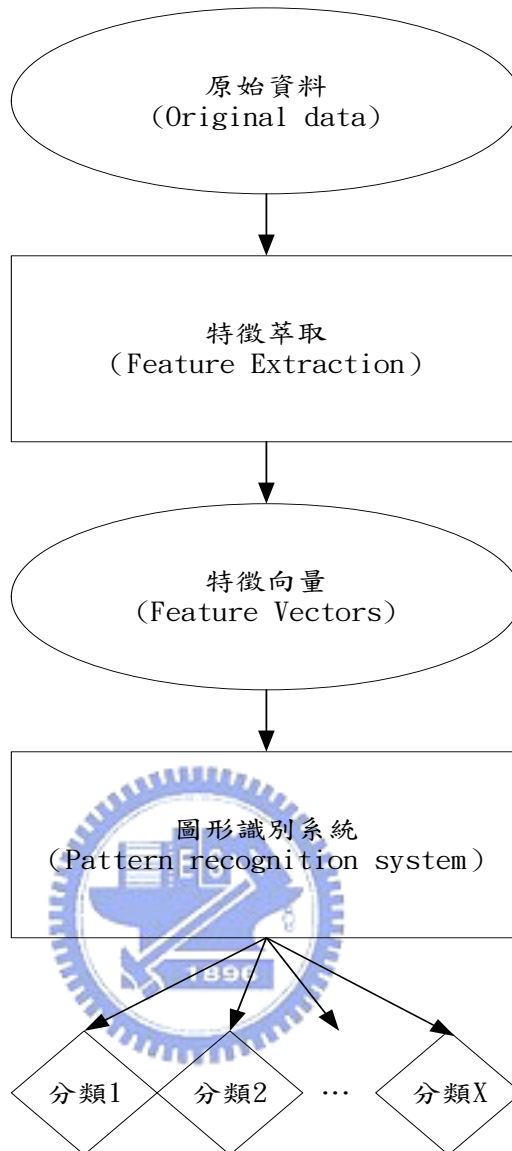 原始資料
(Original data)
特徵萃取
(Feature Extraction)
特徵向量
(Feature Vectors)
圖形識別系統
(Pattern recognition system)
1896
分類1
分類2
…
分類X